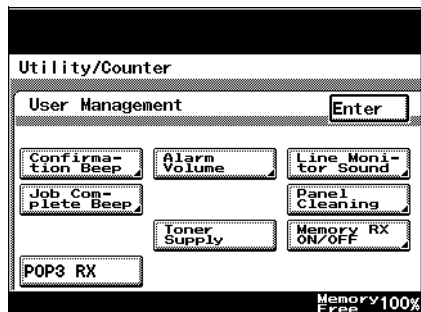 Utility/Counter
User Management
Enter
Confirma-
tion Beep
Alarm
Volume
Line Moni-
tor Sound
Job Com-
plete Beep
Panel
Cleaning
Toner
Supply
Memory RX
ON/OFF
POP3 RX
Memory
Free
100%